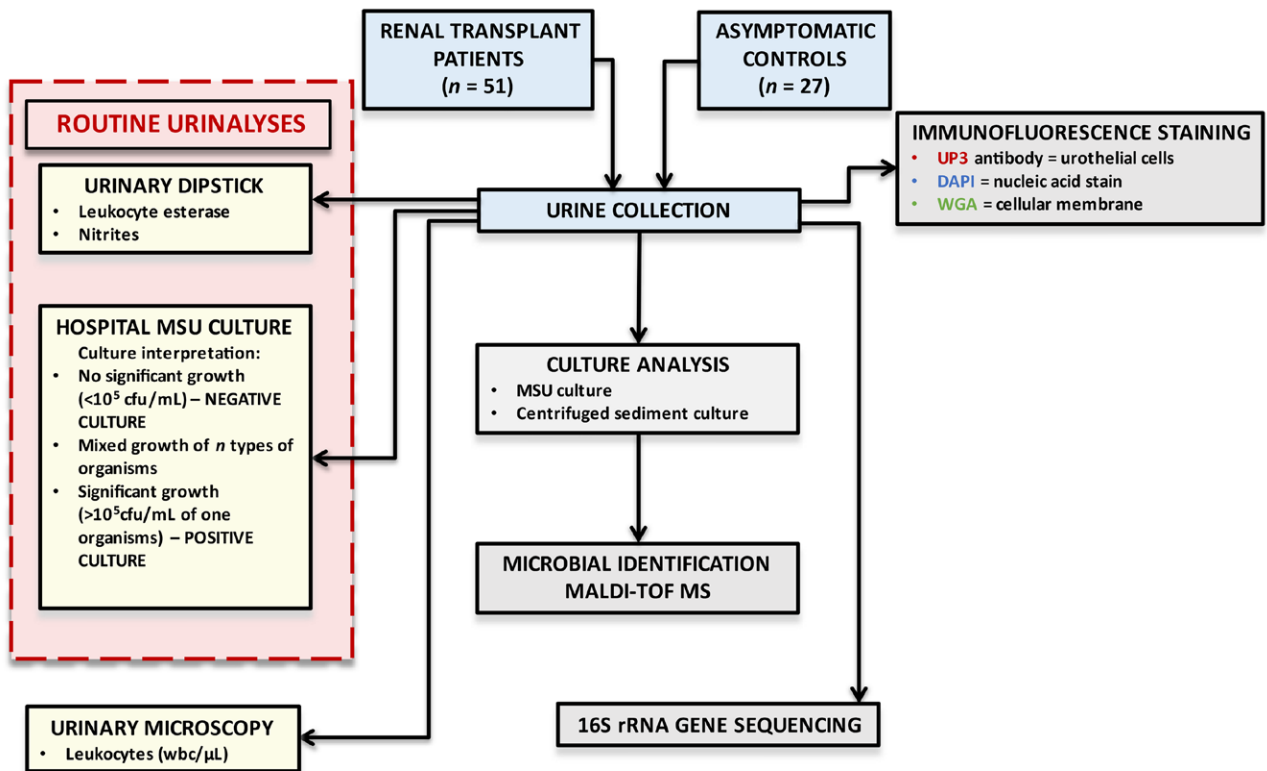 RENAL TRANSPLANT
PATIENTS
(n = 51)
ASYMPTOMATIC
CONTROLS
(n = 27)
ROUTINE URINALYSES
URINARY DIPSTICK
• Leukocyte esterase
• Nitrites
URINE COLLECTION
IMMUNOFLUORESCENCE STAINING
• UP3 antibody = urothelial cells
• DAPI = nucleic acid stain
• WGA = cellular membrane
HOSPITAL MSU CULTURE
Culture interpretation:
• No significant growth
(<10⁵ cfu/mL) – NEGATIVE
CULTURE
• Mixed growth of n types of
organisms
• Significant growth
(>10⁵cfu/mL of one
organisms) – POSITIVE
CULTURE
CULTURE ANALYSIS
• MSU culture
• Centrifuged sediment culture
MICROBIAL IDENTIFICATION
MALDI-TOF MS
URINARY MICROSCOPY
• Leukocytes (wbc/µL)
16S rRNA GENE SEQUENCING